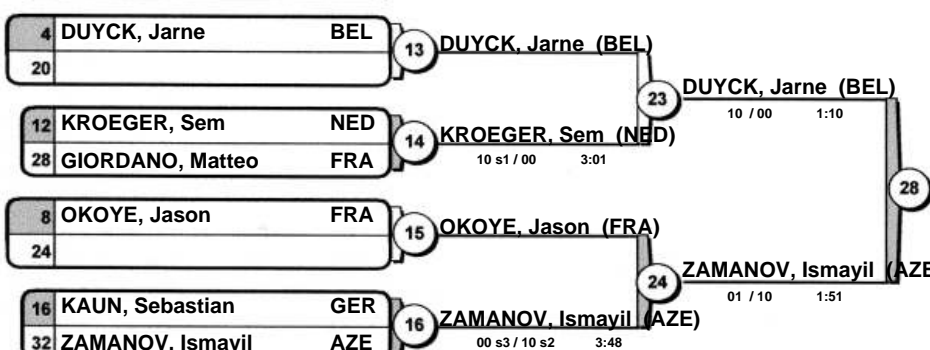 4 DUYCK, Jarne BEL
20
13 DUYCK, Jarne (BEL)
23 DUYCK, Jarne (BEL)
10 / 00 1:10
12 KROEGER, Sem NED
28 GIORDANO, Matteo FRA
14 KROEGER, Sem (NED)
10 s1 / 00 3:01
28
8 OKOYE, Jason FRA
24
15 OKOYE, Jason (FRA)
24 ZAMANOV, Ismayil (AZE
01 / 10 1:51
16 KAUN, Sebastian GER
32 ZAMANOV, Ismayil AZE
16 ZAMANOV, Ismayil (AZE)
00 s3 / 10 s2 3:48